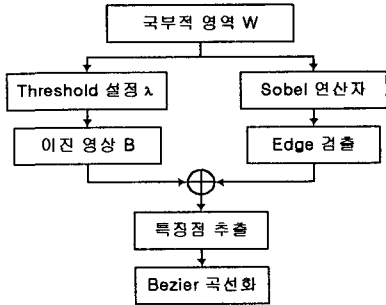 국부적 영역 W
Threshold 설정 λ
Sobel 연산자
이진 영상 B
Edge 검출
특징점 추출
Bezier 곡선화